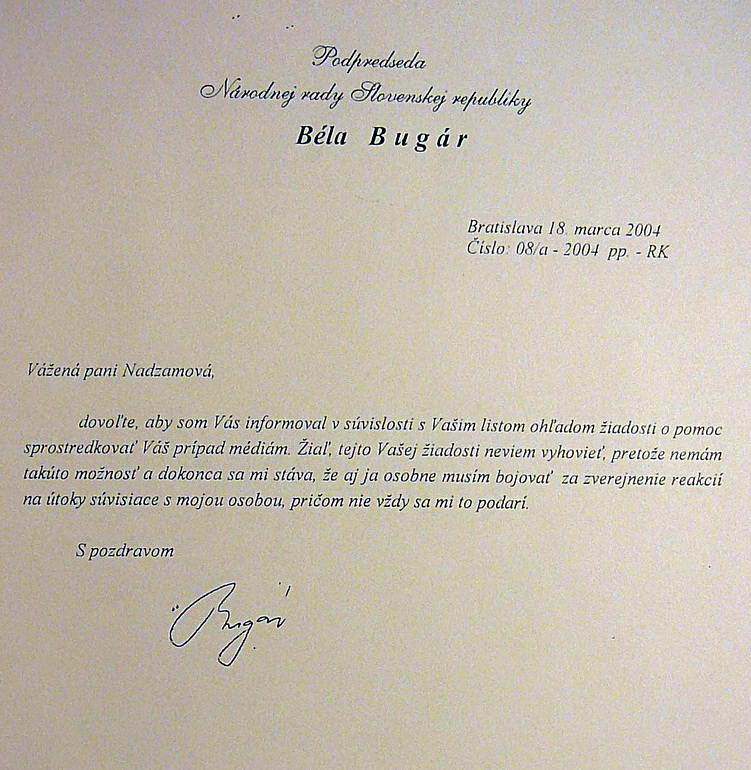 Podpredseda
Národnej rady Slovenskej republiky
Béla Bugár
Bratislava 18. marca 2004
Číslo: 08/a - 2004 pp. - RK
Vážená pani Nadzamová,
dovoľte, aby som Vás informoval v súvislosti s Vašim listom ohľadom žiadosti o pomoc
sprostredkovať Váš prípad médiám. Žiaľ, tejto Vašej žiadosti neviem vyhovieť, pretože nemám
takúto možnosť a dokonca sa mi stáva, že aj ja osobne musím bojovať za zverejnenie reakcií
na útoky súvisiace s mojou osobou, pričom nie vždy sa mi to podarí.
S pozdravom
Bugár